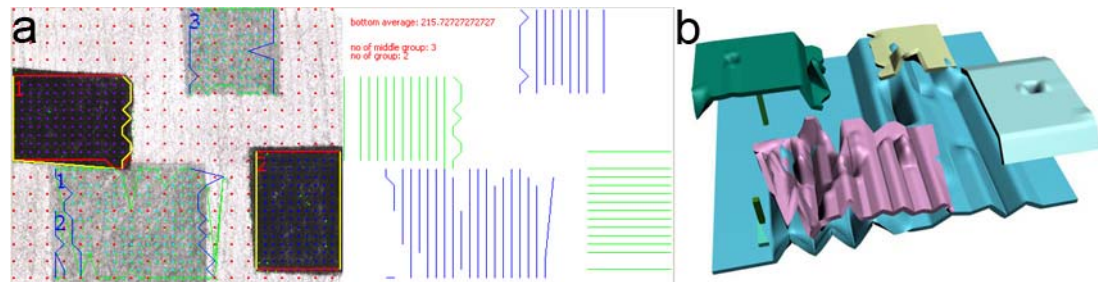 a
3
bottom average: 215.72727272727
no of middle group: 3
no of group: 2
1
2
1
2
b